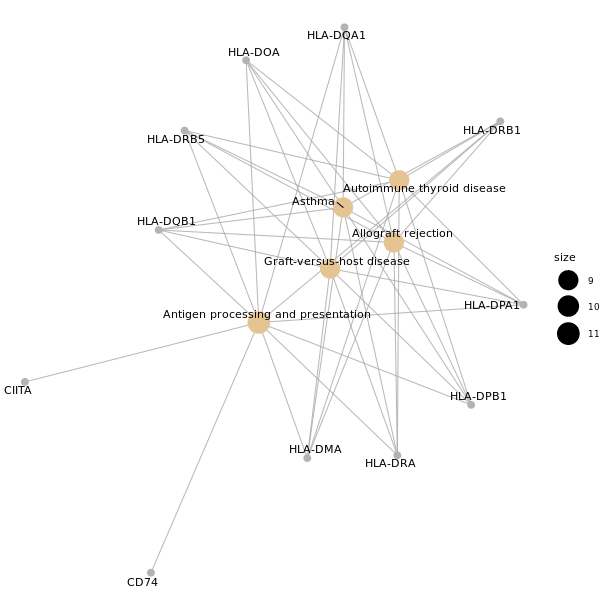 HLA-DQA1
HLA-DOA
HLA-DRB1
HLA-DRB5
Autoimmune thyroid disease
Asthma
HLA-DQB1
Allograft rejection
Graft-versus-host disease
size
9
HLA-DPA1
10
Antigen processing and presentation
11
CIITA
HLA-DPB1
HLA-DMA
HLA-DRA
CD74